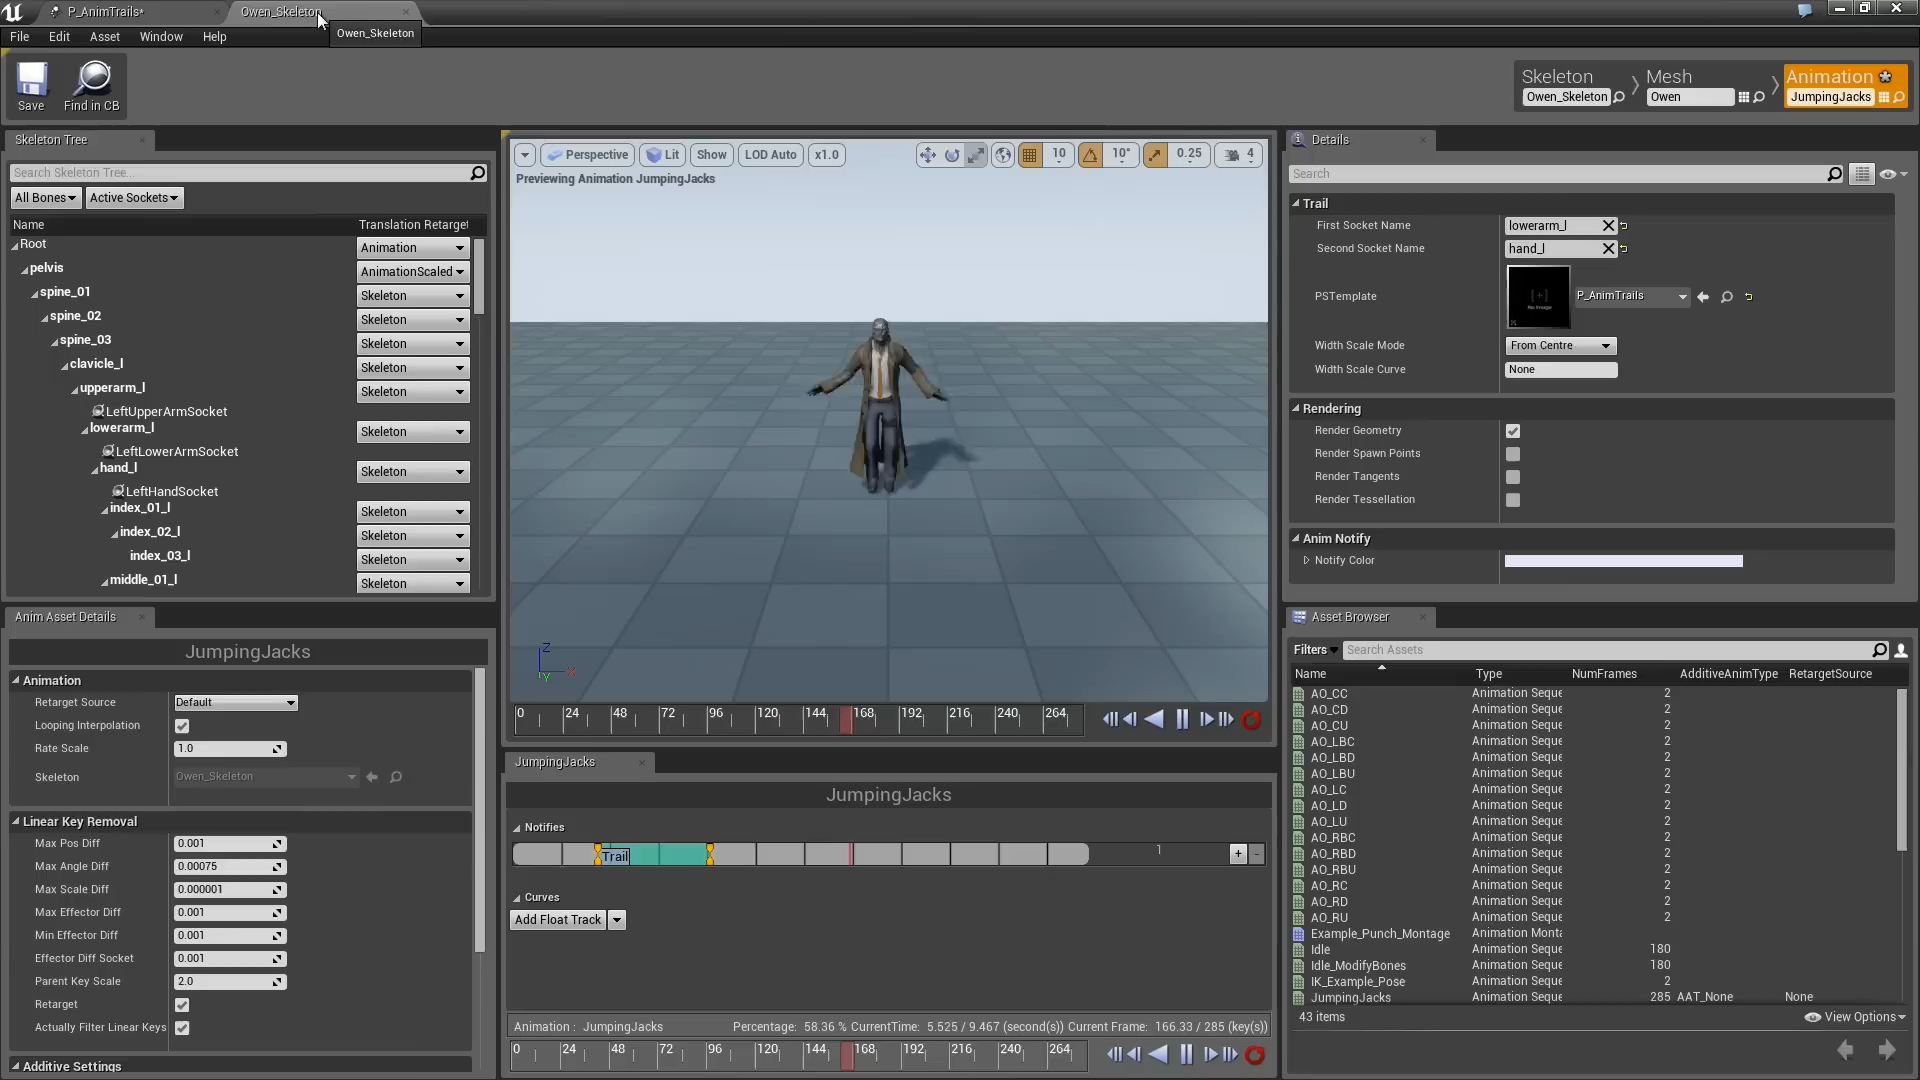 P_AnimTrails*
Owen_Skeleton
Owen_Skeleton
File Edit Asset Window Help
Save
Find in CB
Skeleton
Owen_Skeleton
Mesh
Owen
Animation
JumpingJacks
Skeleton Tree
Search Skeleton Tree...
All Bones
Active Sockets
Name
Translation Retarget
Root
Animation
pelvis
AnimationScaled
spine_01
Skeleton
spine_02
Skeleton
spine_03
Skeleton
clavicle_l
Skeleton
upperarm_l
Skeleton
LeftUpperArmSocket
lowerarm_l
Skeleton
LeftLowerArmSocket
hand_l
Skeleton
LeftHandSocket
index_01_l
Skeleton
index_02_l
Skeleton
index_03_l
Skeleton
middle_01_l
Skeleton
Anim Asset Details
JumpingJacks
Animation
Retarget Source Default
Looping Interpolation
Rate Scale 1.0
Skeleton Owen_Skeleton
Linear Key Removal
Max Pos Diff 0.001
Max Angle Diff 0.00075
Max Scale Diff 0.000001
Max Effector Diff 0.001
Min Effector Diff 0.001
Effector Diff Socket 0.001
Parent Key Scale 2.0
Retarget
Actually Filter Linear Keys
Additive Settings
Perspective Lit Show LOD Auto x1.0 10 10° 0.25 4
Previewing Animation JumpingJacks
Z
X
Y
0 24 48 72 96 120 144 168 192 216 240 264
JumpingJacks
JumpingJacks
Notifies
Trail
1
+ -
Curves
Add Float Track
Animation : JumpingJacks Percentage: 58.36 % CurrentTime: 5.525 / 9.467 (second(s)) Current Frame: 166.33 / 285 (key(s))
0 24 48 72 96 120 144 168 192 216 240 264
Details
Search
Trail
First Socket Name lowerarm_l
Second Socket Name hand_l
PSTemplate P_AnimTrails
No Image
Width Scale Mode From Centre
Width Scale Curve None
Rendering
Render Geometry
Render Spawn Points
Render Tangents
Render Tessellation
Anim Notify
Notify Color
Asset Browser
Filters
Search Assets
Name Type NumFrames AdditiveAnimType RetargetSource
AO_CC Animation Seque 2
AO_CD Animation Seque 2
AO_CU Animation Seque 2
AO_LBC Animation Seque 2
AO_LBD Animation Seque 2
AO_LBU Animation Seque 2
AO_LC Animation Seque 2
AO_LD Animation Seque 2
AO_LU Animation Seque 2
AO_RBC Animation Seque 2
AO_RBD Animation Seque 2
AO_RBU Animation Seque 2
AO_RC Animation Seque 2
AO_RD Animation Seque 2
AO_RU Animation Seque 2
Example_Punch_Montage Animation Monta
Idle Animation Seque 180
Idle_ModifyBones Animation Seque 180
IK_Example_Pose Animation Seque 2
JumpingJacks Animation Seque 285 AAT_None None
43 items
View Options